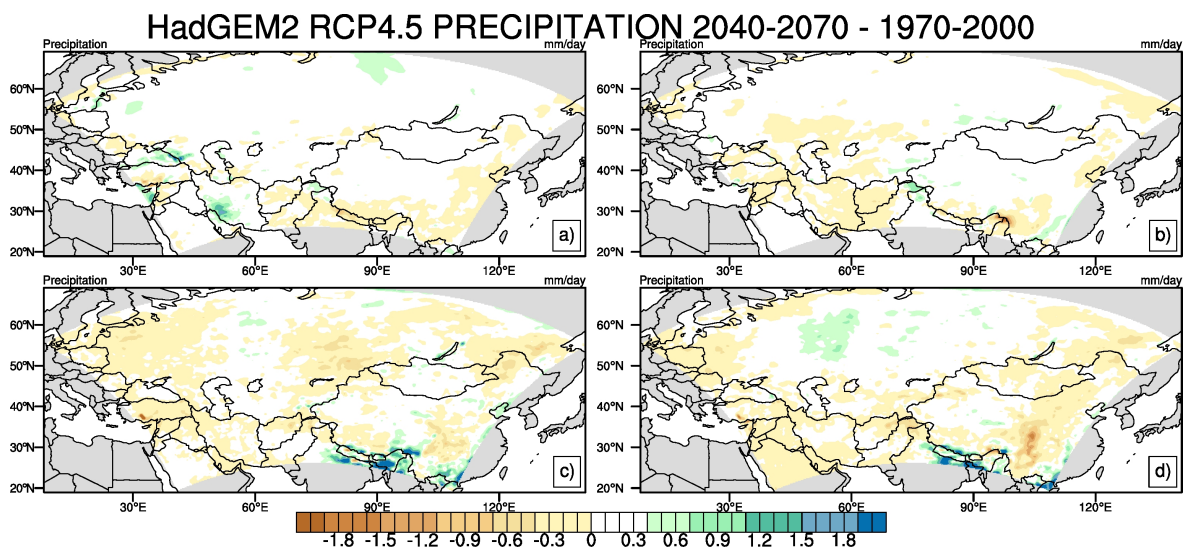 HadGEM2 RCP4.5 PRECIPITATION 2040-2070 - 1970-2000
Precipitation mm/day Precipitation mm/day
60°N 60°N
50°N 50°N
40°N 40°N
30°N 30°N
a) b)
20°N 20°N
30°E 60°E 90°E 120°E 30°E 60°E 90°E 120°E
Precipitation mm/day Precipitation mm/day
60°N 60°N
50°N 50°N
40°N 40°N
30°N 30°N
c) d)
20°N 20°N
30°E 60°E 90°E 120°E 30°E 60°E 90°E 120°E
-1.8 -1.5 -1.2 -0.9 -0.6 -0.3 0 0.3 0.6 0.9 1.2 1.5 1.8